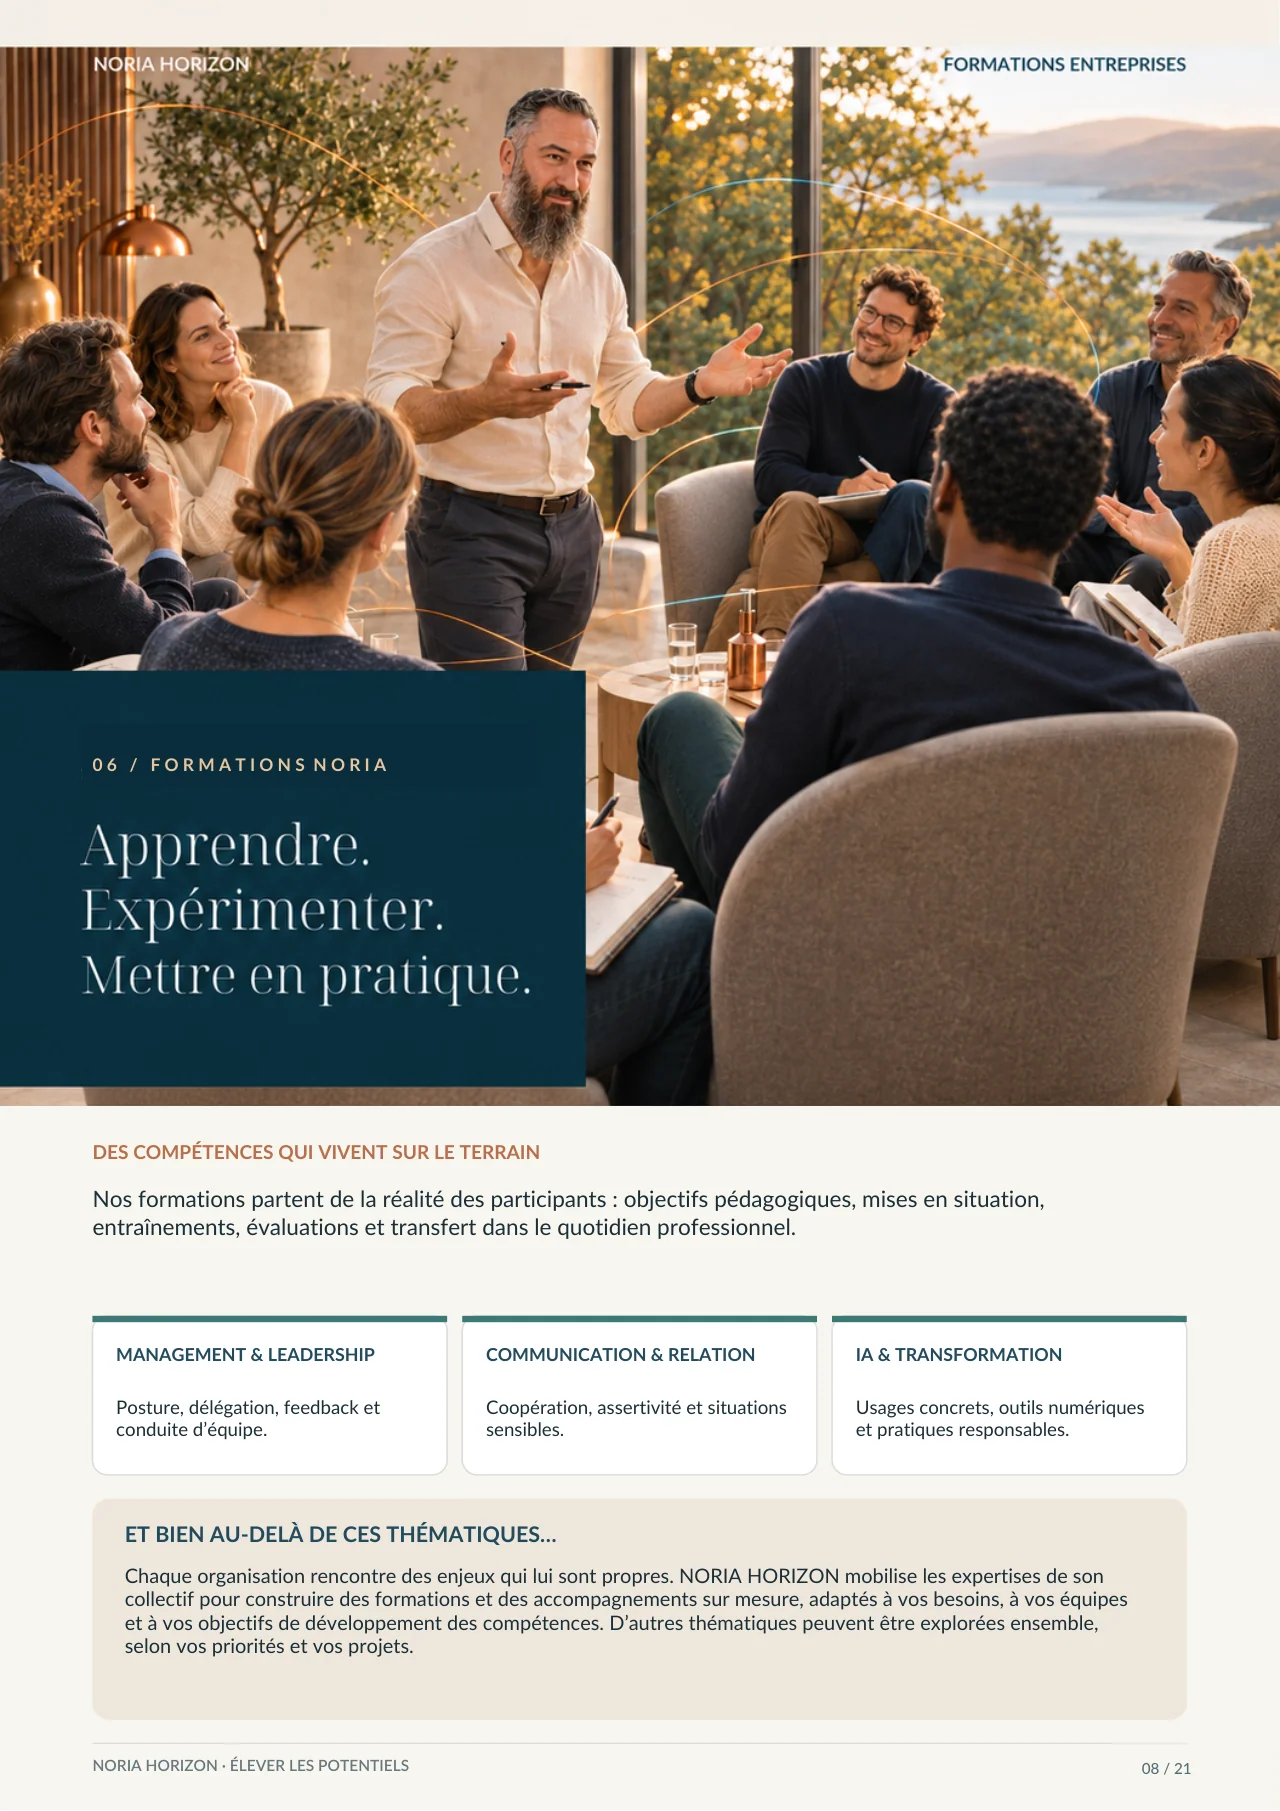 NORIA HORIZON
FORMATIONS ENTREPRISES
06 / FORMATIONS NORIA
Apprendre.
Expérimenter.
Mettre en pratique.
DES COMPÉTENCES QUI VIVENT SUR LE TERRAIN
Nos formations partent de la réalité des participants : objectifs pédagogiques, mises en situation,
entraînements, évaluations et transfert dans le quotidien professionnel.
MANAGEMENT & LEADERSHIP
Posture, délégation, feedback et
conduite d’équipe.
COMMUNICATION & RELATION
Coopération, assertivité et situations
sensibles.
IA & TRANSFORMATION
Usages concrets, outils numériques
et pratiques responsables.
ET BIEN AU-DELÀ DE CES THÉMATIQUES…
Chaque organisation rencontre des enjeux qui lui sont propres. NORIA HORIZON mobilise les expertises de son
collectif pour construire des formations et des accompagnements sur mesure, adaptés à vos besoins, à vos équipes
et à vos objectifs de développement des compétences. D’autres thématiques peuvent être explorées ensemble,
selon vos priorités et vos projets.
NORIA HORIZON · ÉLEVER LES POTENTIELS
08 / 21